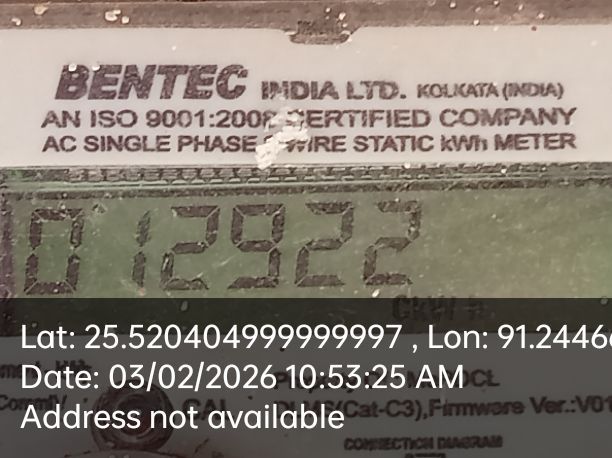 BENTEC INDIA LTD. KOLKATA (INDIA)
AN ISO 9001:2008 CERTIFIED COMPANY
AC SINGLE PHASE WIRE STATIC kWh METER
012922
Lat: 25.520404999999997 , Lon: 91.2446
Date: 03/02/2026 10:53:25 AM
(Cat-C3),Firmware Ver.:V01
Address not available
CONNECTION DIAGRAM